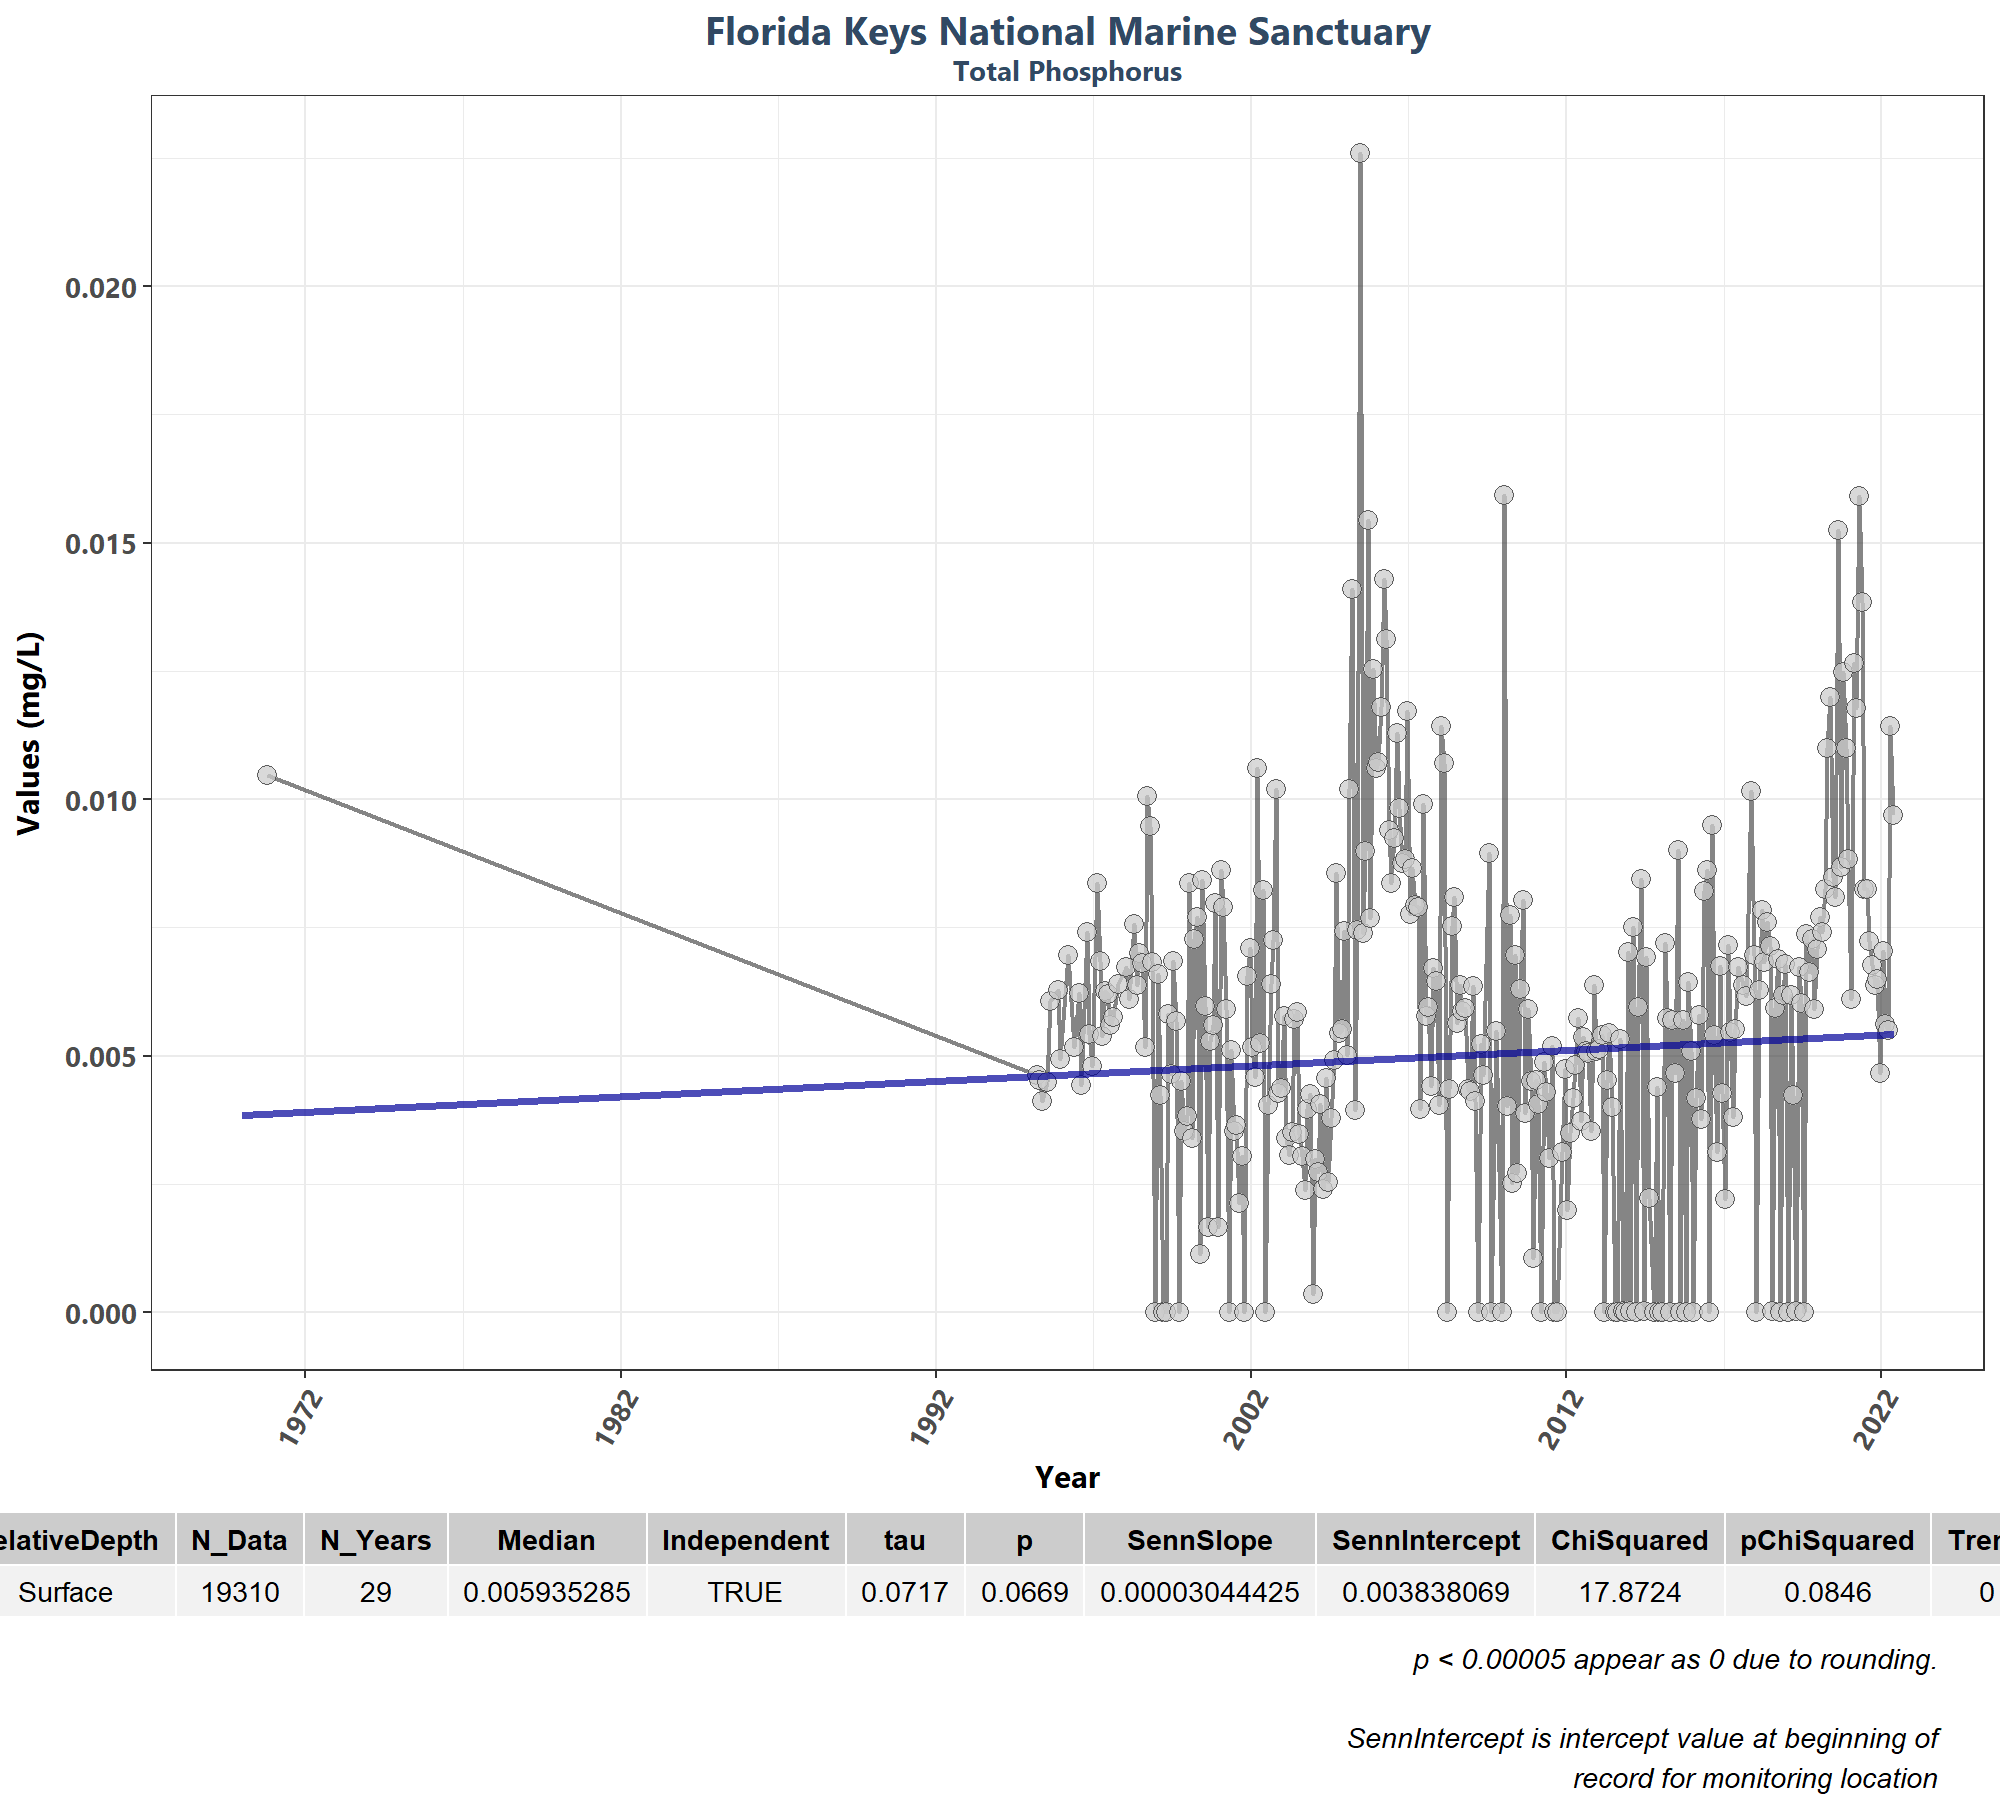 Florida Keys National Marine Sanctuary
Total Phosphorus
0.020
0.015
0.010
0.005
0.000
Values (mg/L)
1972 1982 1992 2002 2012 2022
Year
elativeDepth N_Data N_Years Median Independent tau p SennSlope SennIntercept ChiSquared pChiSquared Tren
Surface 19310 29 0.005935285 TRUE 0.0717 0.0669 0.00003044425 0.003838069 17.8724 0.0846 0
p < 0.00005 appear as 0 due to rounding.
SennIntercept is intercept value at beginning of
record for monitoring location